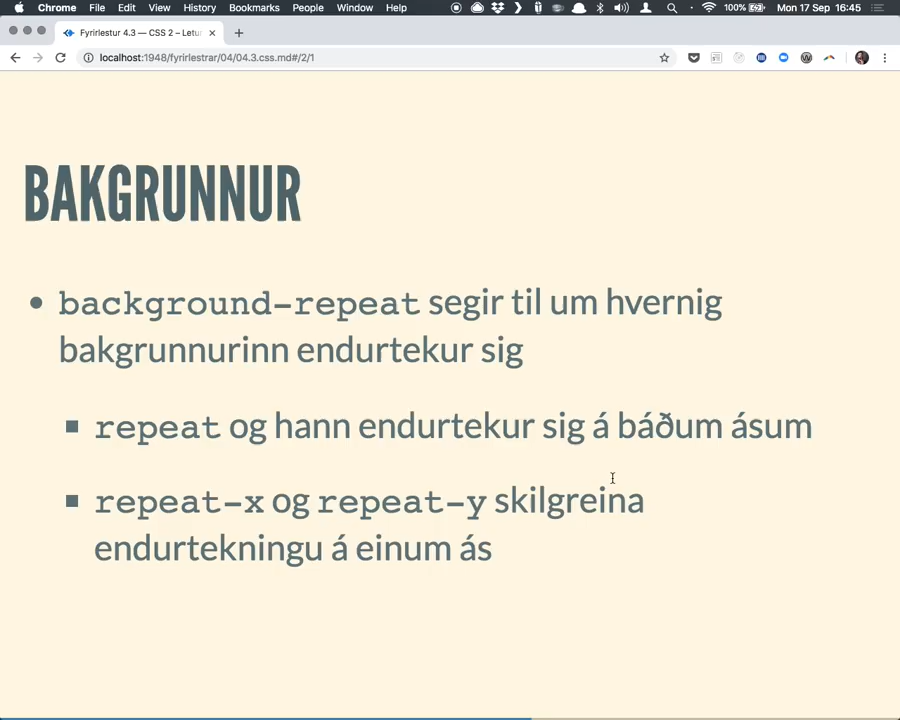 Chrome File Edit View History Bookmarks People Window Help 100% Mon 17 Sep 16:45
Fyrirlestur 4.3 — CSS 2 – Letur
localhost:1948/fyrirlestrar/04/04.3.css.md#/2/1
BAKGRUNNUR
background-repeat segir til um hvernig
bakgrunnurinn endurtekur sig
repeat og hann endurtekur sig á báðum ásum
repeat-x og repeat-y skilgreina
endurtekningu á einum ás